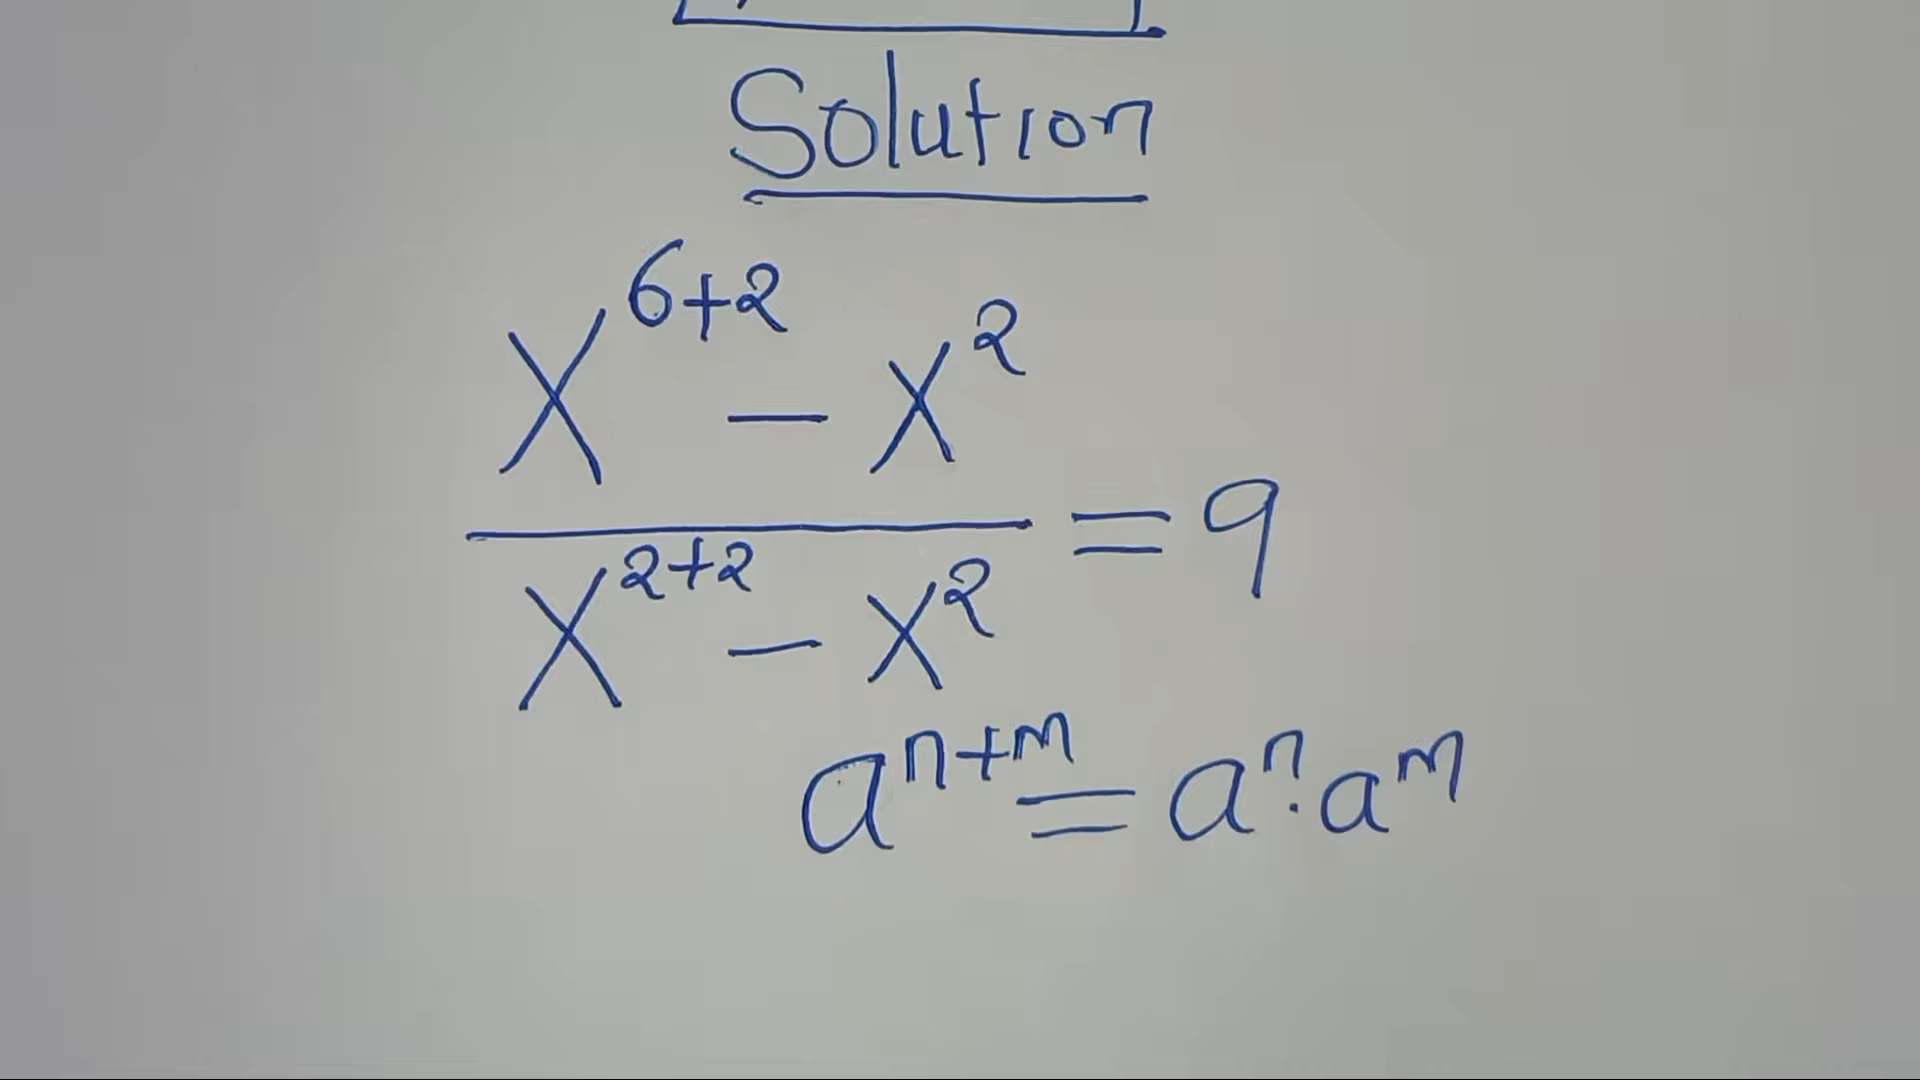 Solution
X^{6+2} - X^2
X^{2+2} - X^2 = 9
a^{n+m} = a^n . a^m